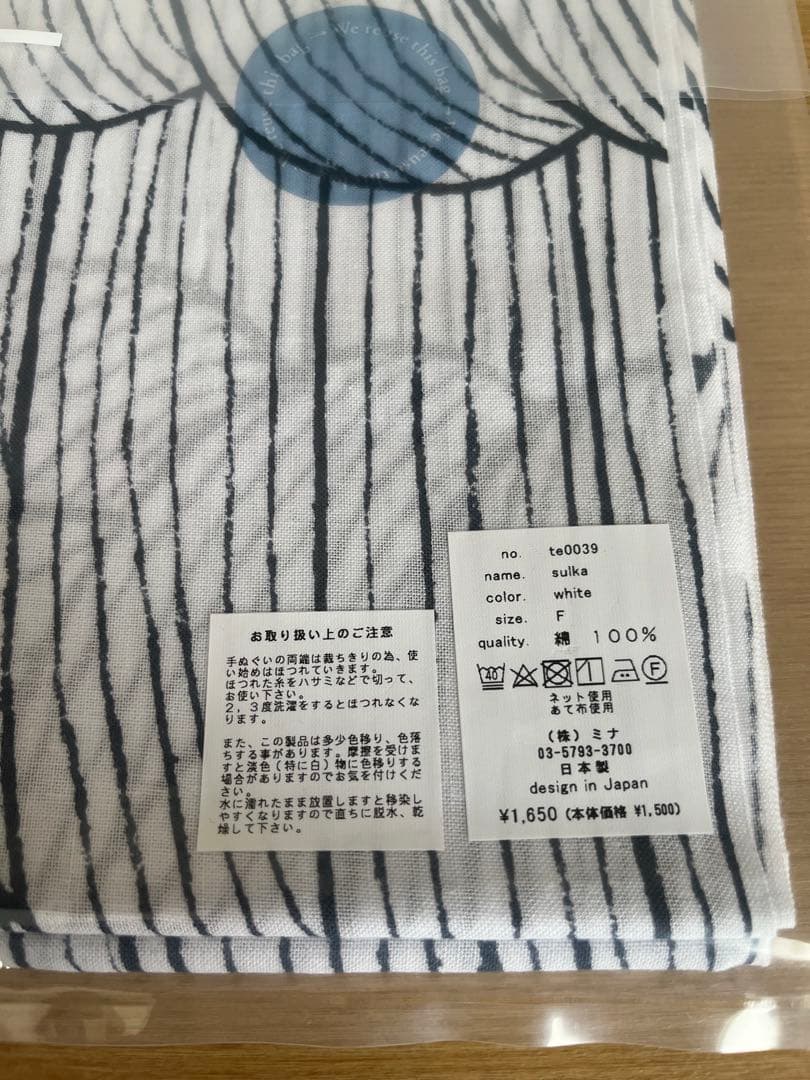 We reuse this bag
お取り扱い上のご注意
手ぬぐいの両端は裁ちきりの為、使
い始めはほつれていきます。
ほつれた糸をハサミなどで切って、
お使い下さい。
2，3度洗濯をするとほつれなくな
ります。
また、この製品は多少色移り、色落
ちする事があります。摩擦を受けま
すと淡色（特に白）物に色移りする
場合がありますのでお気を付けくだ
さい。
水に濡れたまま放置しますと移染し
やすくなりますので直ちに脱水、乾
燥して下さい。
no. te0039
name. sulka
color. white
size. F
quality. 綿 100%
40 F
ネット使用
あて布使用
（株）ミナ
03-5793-3700
日本製
design in Japan
¥1,650（本体価格 ¥1,500）